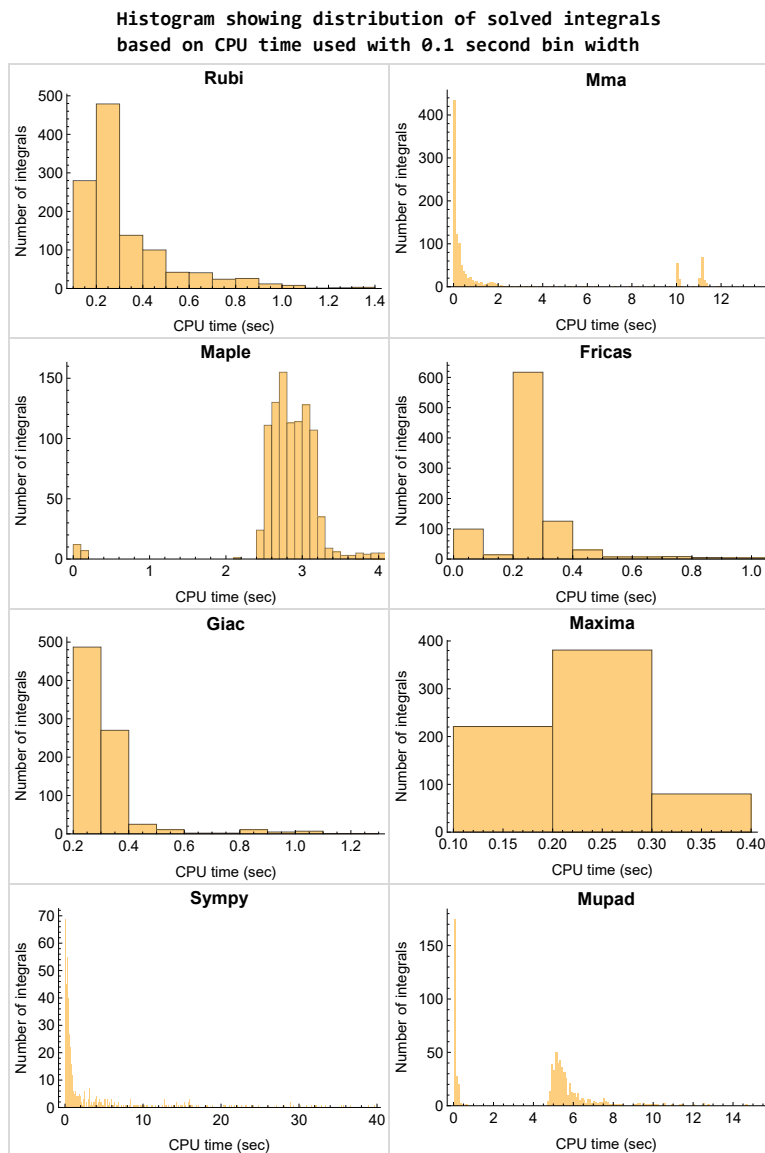 Histogram showing distribution of solved integrals
based on CPU time used with 0.1 second bin width
Rubi
Number of integrals
500
400
300
200
100
0
0.2 0.4 0.6 0.8 1.0 1.2 1.4
CPU time (sec)
Mma
Number of integrals
400
300
200
100
0
0 2 4 6 8 10 12
CPU time (sec)
Maple
Number of integrals
150
100
50
0
0 1 2 3 4
CPU time (sec)
Fricas
Number of integrals
600
500
400
300
200
100
0
0.0 0.2 0.4 0.6 0.8 1.0
CPU time (sec)
Giac
Number of integrals
500
400
300
200
100
0
0.2 0.4 0.6 0.8 1.0 1.2
CPU time (sec)
Maxima
Number of integrals
400
300
200
100
0
0.10 0.15 0.20 0.25 0.30 0.35 0.40
CPU time (sec)
Sympy
Number of integrals
70
60
50
40
30
20
10
0
0 10 20 30 40
CPU time (sec)
Mupad
Number of integrals
150
100
50
0
0 2 4 6 8 10 12 14
CPU time (sec)